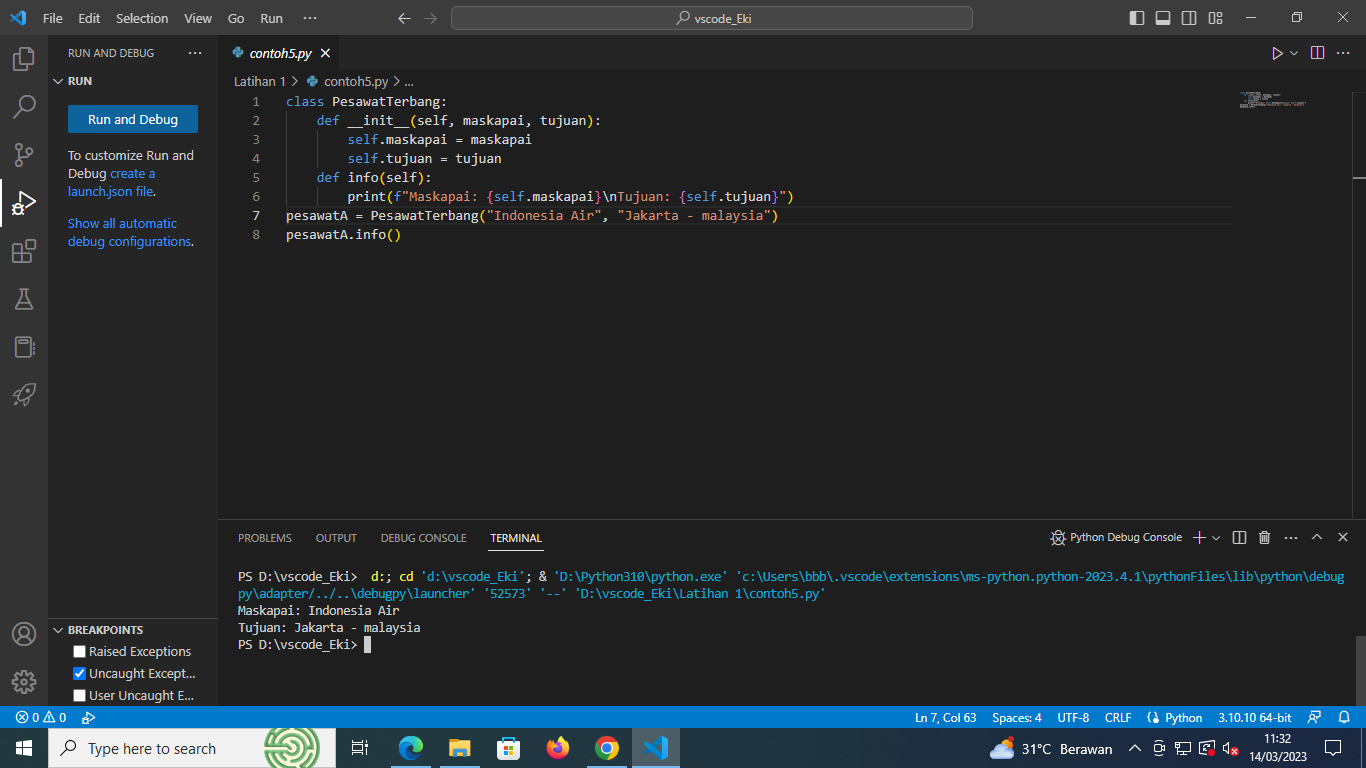 File Edit Selection View Go Run ··· vscode_Eki
RUN AND DEBUG ···
RUN
Run and Debug
To customize Run and
Debug create a
launch.json file.
Show all automatic
debug configurations.
BREAKPOINTS
Raised Exceptions
Uncaught Except...
User Uncaught E...
contoh5.py
Latihan 1 > contoh5.py > ...
1 class PesawatTerbang:
2 def __init__(self, maskapai, tujuan):
3 self.maskapai = maskapai
4 self.tujuan = tujuan
5 def info(self):
6 print(f"Maskapai: {self.maskapai}\nTujuan: {self.tujuan}")
7 pesawatA = PesawatTerbang("Indonesia Air", "Jakarta - malaysia")
8 pesawatA.info()
PROBLEMS OUTPUT DEBUG CONSOLE TERMINAL Python Debug Console
PS D:\vscode_Eki> d:; cd 'd:\vscode_Eki'; & 'D:\Python310\python.exe' 'c:\Users\bbb\.vscode\extensions\ms-python.python-2023.4.1\pythonFiles\lib\python\debug
py\adapter/../..\debugpy\launcher' '52573' '--' 'D:\vscode_Eki\Latihan 1\contoh5.py'
Maskapai: Indonesia Air
Tujuan: Jakarta - malaysia
PS D:\vscode_Eki>
0 0 Ln 7, Col 63 Spaces: 4 UTF-8 CRLF Python 3.10.10 64-bit
Type here to search 31°C Berawan 11:32
14/03/2023